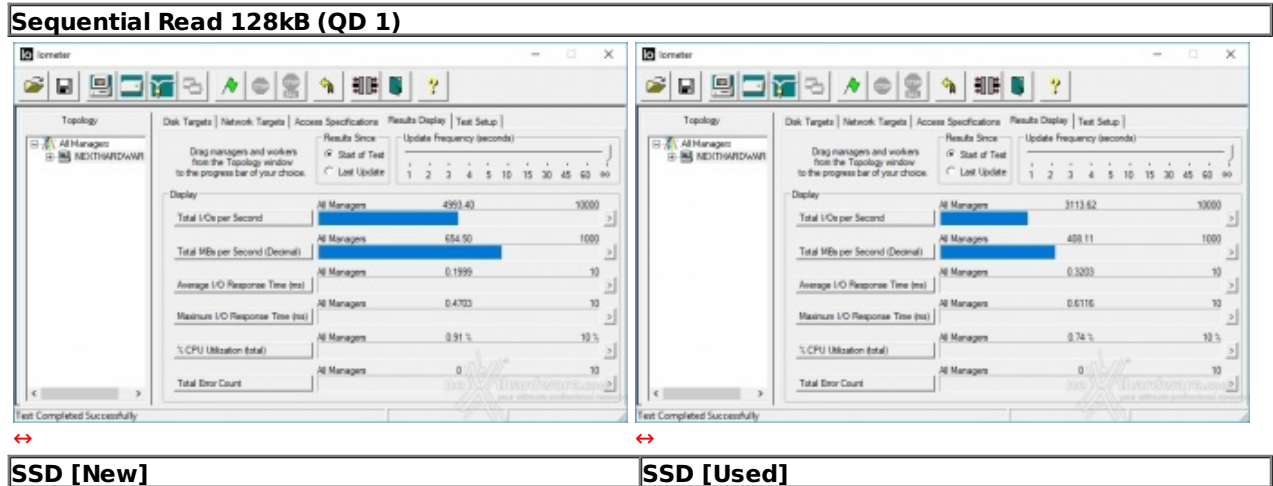 Sequential Read 128kB (QD 1)
Iometer
Topology
All Managers
NEXTHARDWAR
Disk Targets | Network Targets | Access Specifications | Results Display | Test Setup
Drag managers and workers
from the Topology window
to the progress bar of your choice.
Results Since
Start of Test
Last Update
Update Frequency (seconds)
1 2 3 4 5 10 15 30 45 60 oo
Display
All Managers 4993.40 10000
Total I/Os per Second
All Managers 654.50 1000
Total MBs per Second (Decimal)
All Managers 0.1999 10
Average I/O Response Time (ms)
All Managers 0.4703 10
Maximum I/O Response Time (ms)
All Managers 0.91 % 10 %
% CPU Utilization (total)
All Managers 0 10
Total Error Count
Test Completed Successfully
Iometer
Topology
All Managers
NEXTHARDWAR
Disk Targets | Network Targets | Access Specifications | Results Display | Test Setup
Drag managers and workers
from the Topology window
to the progress bar of your choice.
Results Since
Start of Test
Last Update
Update Frequency (seconds)
1 2 3 4 5 10 15 30 45 60 oo
Display
All Managers 3113.62 10000
Total I/Os per Second
All Managers 408.11 1000
Total MBs per Second (Decimal)
All Managers 0.3203 10
Average I/O Response Time (ms)
All Managers 0.6116 10
Maximum I/O Response Time (ms)
All Managers 0.74 % 10 %
% CPU Utilization (total)
All Managers 0 10
Total Error Count
Test Completed Successfully
SSD [New]
SSD [Used]